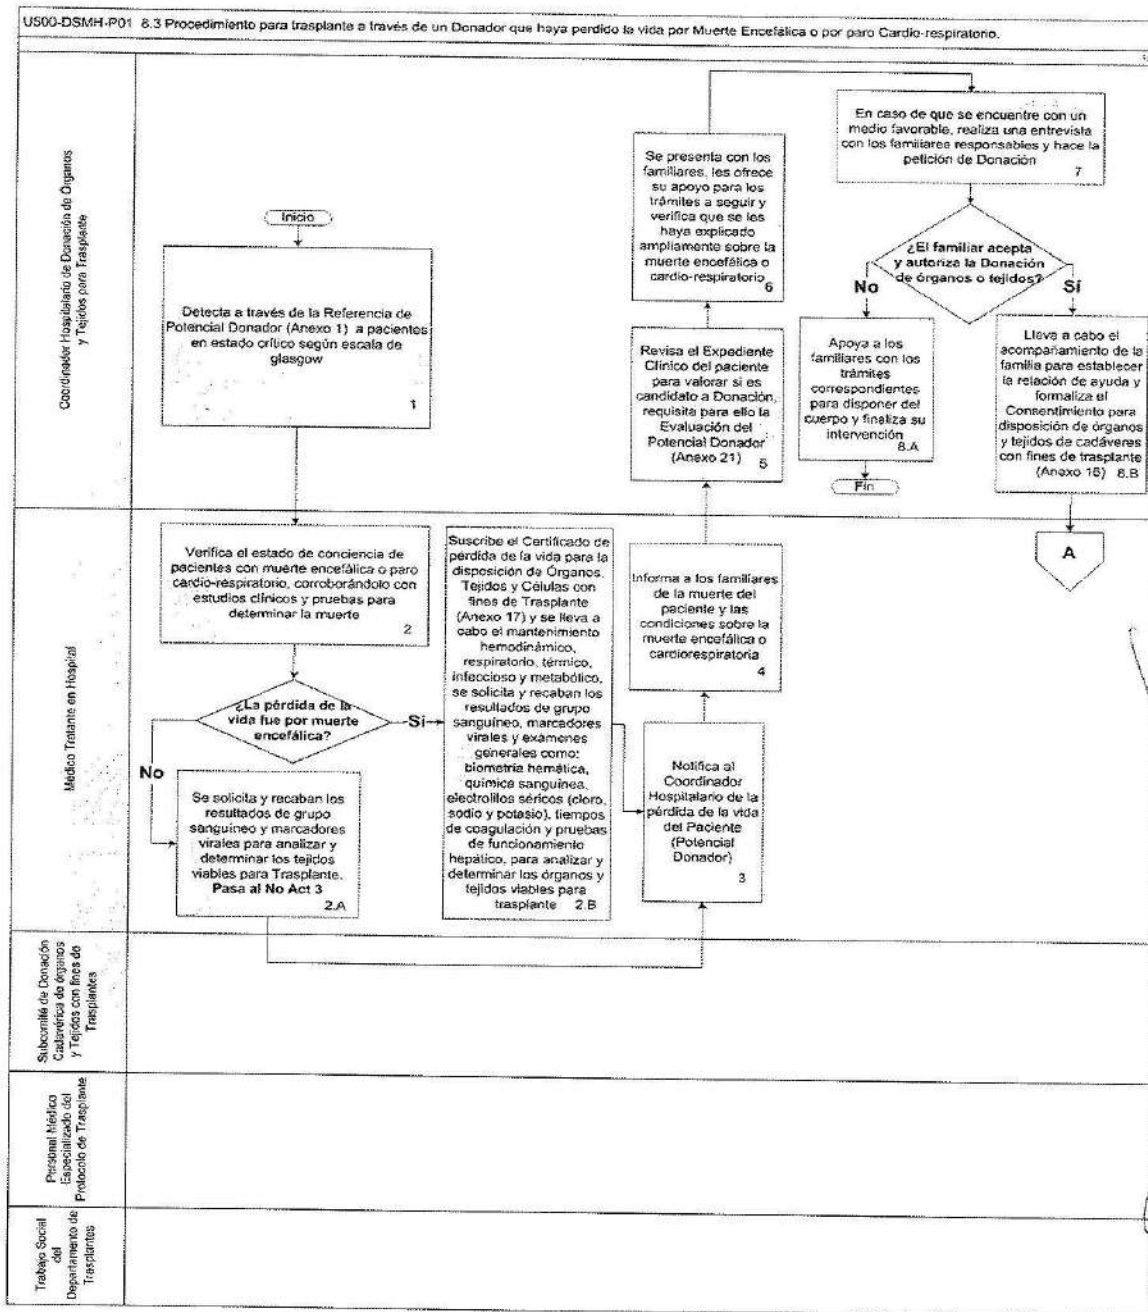 U500-DSMH-P01 8.3 Procedimiento para trasplante a través de un Donador que haya perdido la vida por Muerte Encefálica o por paro Cardio-respiratorio.
Coordinador Hospitalario de Donación de Órganos
y Tejidos para Trasplante
Inicio
Detecta a través de la Referencia de
Potencial Donador (Anexo 1) a pacientes
en estado crítico según escala de
glasgow
1
Se presenta con los
familiares, les ofrece
su apoyo para los
trámites a seguir y
verifica que se les
haya explicado
ampliamente sobre la
muerte encefálica o
cardio-respiratorio
6
Revisa el Expediente
Clínico del paciente
para valorar si es
candidato a Donación,
requisita para ello la
Evaluación del
Potencial Donador
(Anexo 21)
5
En caso de que se encuentre con un
medio favorable, realiza una entrevista
con los familiares responsables y hace la
petición de Donación
7
¿El familiar acepta
y autoriza la Donación
de órganos o tejidos?
No
Sí
Apoya a los
familiares con los
trámites
correspondientes
para disponer del
cuerpo y finaliza su
intervención
8.A
Fin
Lleva a cabo el
acompañamiento de la
familia para establecer
la relación de ayuda y
formaliza el
Consentimiento para
disposición de órganos
y tejidos de cadáveres
con fines de trasplante
(Anexo 16) 8.B
A
Médico Tratante en Hospital
Verifica el estado de conciencia de
pacientes con muerte encefálica o paro
cardio-respiratorio, corroborándolo con
estudios clínicos y pruebas para
determinar la muerte
2
¿La pérdida de la
vida fue por muerte
encefálica?
No
Sí
Se solicita y recaban los
resultados de grupo
sanguíneo y marcadores
virales para analizar y
determinar los tejidos
viables para Trasplante.
Pasa al No Act 3
2.A
Suscribe el Certificado de
pérdida de la vida para la
disposición de Órganos,
Tejidos y Células con
fines de Trasplante
(Anexo 17) y se lleva a
cabo el mantenimiento
hemodinámico,
respiratorio, térmico,
infeccioso y metabólico,
se solicita y recaban los
resultados de grupo
sanguíneo, marcadores
virales y exámenes
generales como:
biometría hemática,
química sanguínea,
electrolitos séricos (cloro,
sodio y potasio), tiempos
de coagulación y pruebas
de funcionamiento
hepático, para analizar y
determinar los órganos y
tejidos viables para
trasplante 2.B
Informa a los familiares
de la muerte del
paciente y las
condiciones sobre la
muerte encefálica o
cardiorespiratoria
4
Notifica al
Coordinador
Hospitalario de la
pérdida de la vida
del Paciente
(Potencial
Donador)
3
Subcomité de Donación
Cadavérica de órganos
y Tejidos con fines de
Trasplantes
Personal Médico
Especializado del
Protocolo de Trasplante
Trabajo Social
del
Departamento de
Trasplantes